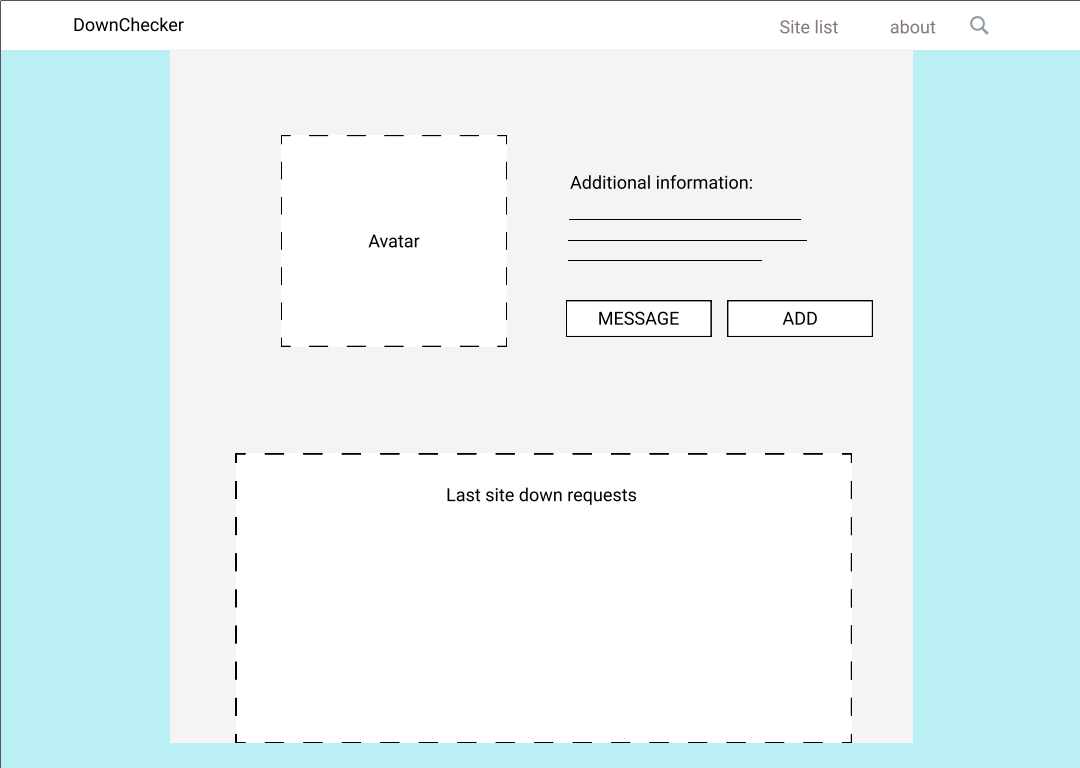 DownChecker
Site list
about
Avatar
Additional information:
MESSAGE
ADD
Last site down requests